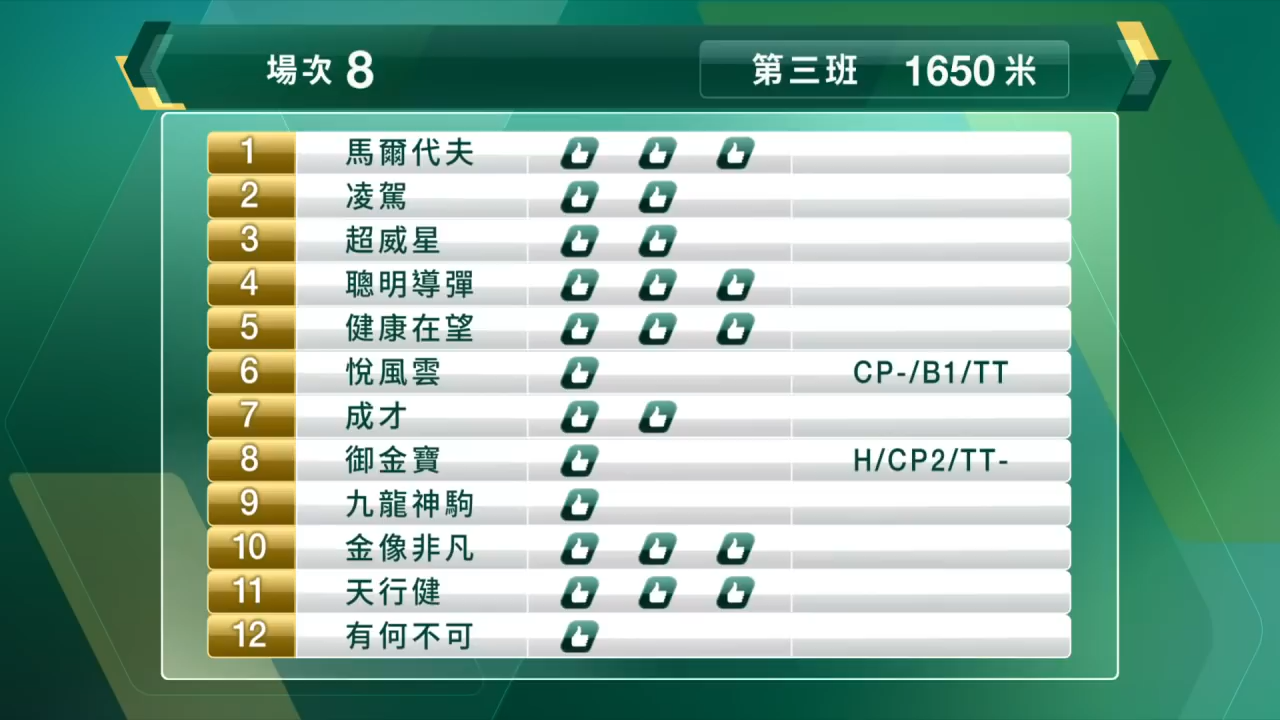 場次 8
第三班 1650 米
1 馬爾代夫
2 凌駕
3 超威星
4 聰明導彈
5 健康在望
6 悅風雲 CP-/B1/TT
7 成才
8 御金寶 H/CP2/TT-
9 九龍神駒
10 金像非凡
11 天行健
12 有何不可